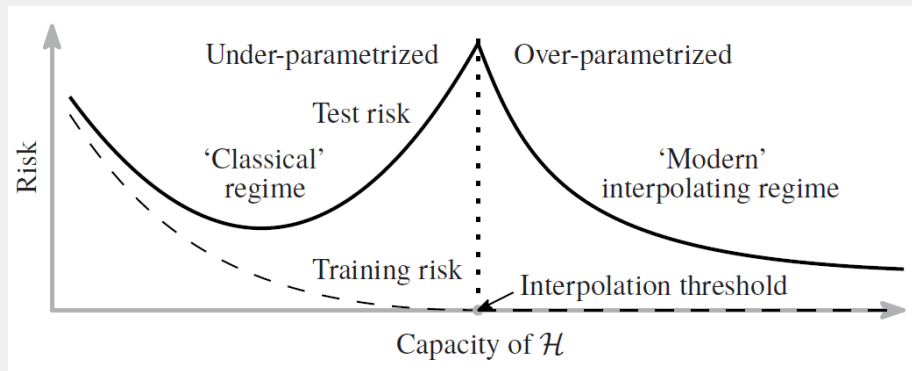 Under-parametrized
Over-parametrized
Test risk
‘Classical’
regime
‘Modern’
interpolating regime
Risk
Training risk
Interpolation threshold
Capacity of ℋ